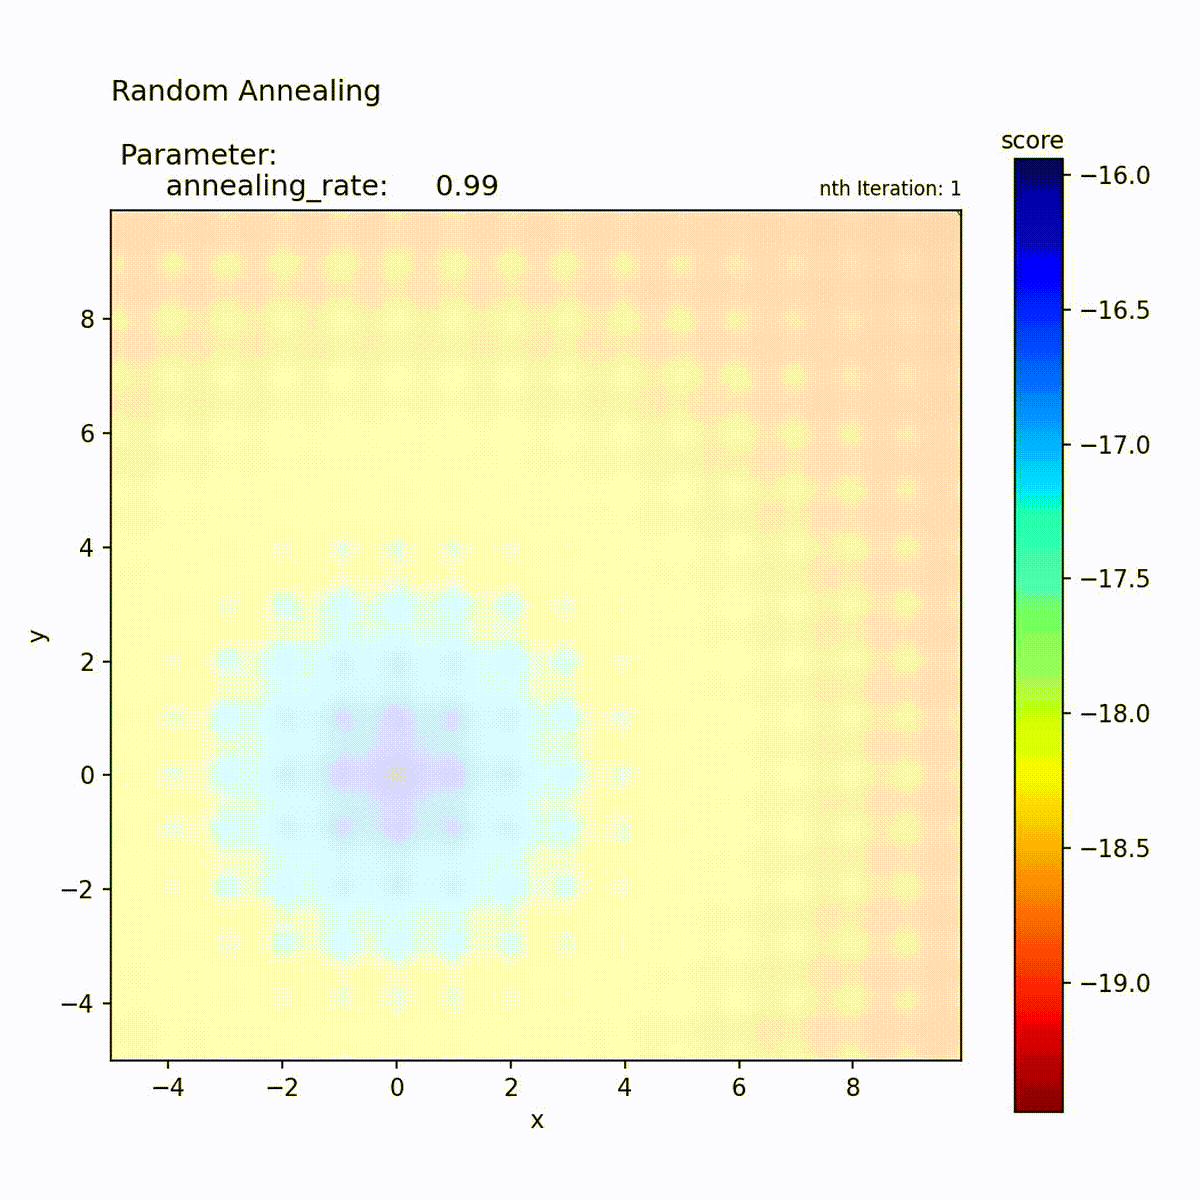 Random Annealing
Parameter:
annealing_rate: 0.99
nth Iteration: 1
score
−16.0
−16.5
−17.0
−17.5
−18.0
−18.5
−19.0
8
6
4
2
0
−2
−4
y
−4 −2 0 2 4 6 8
x